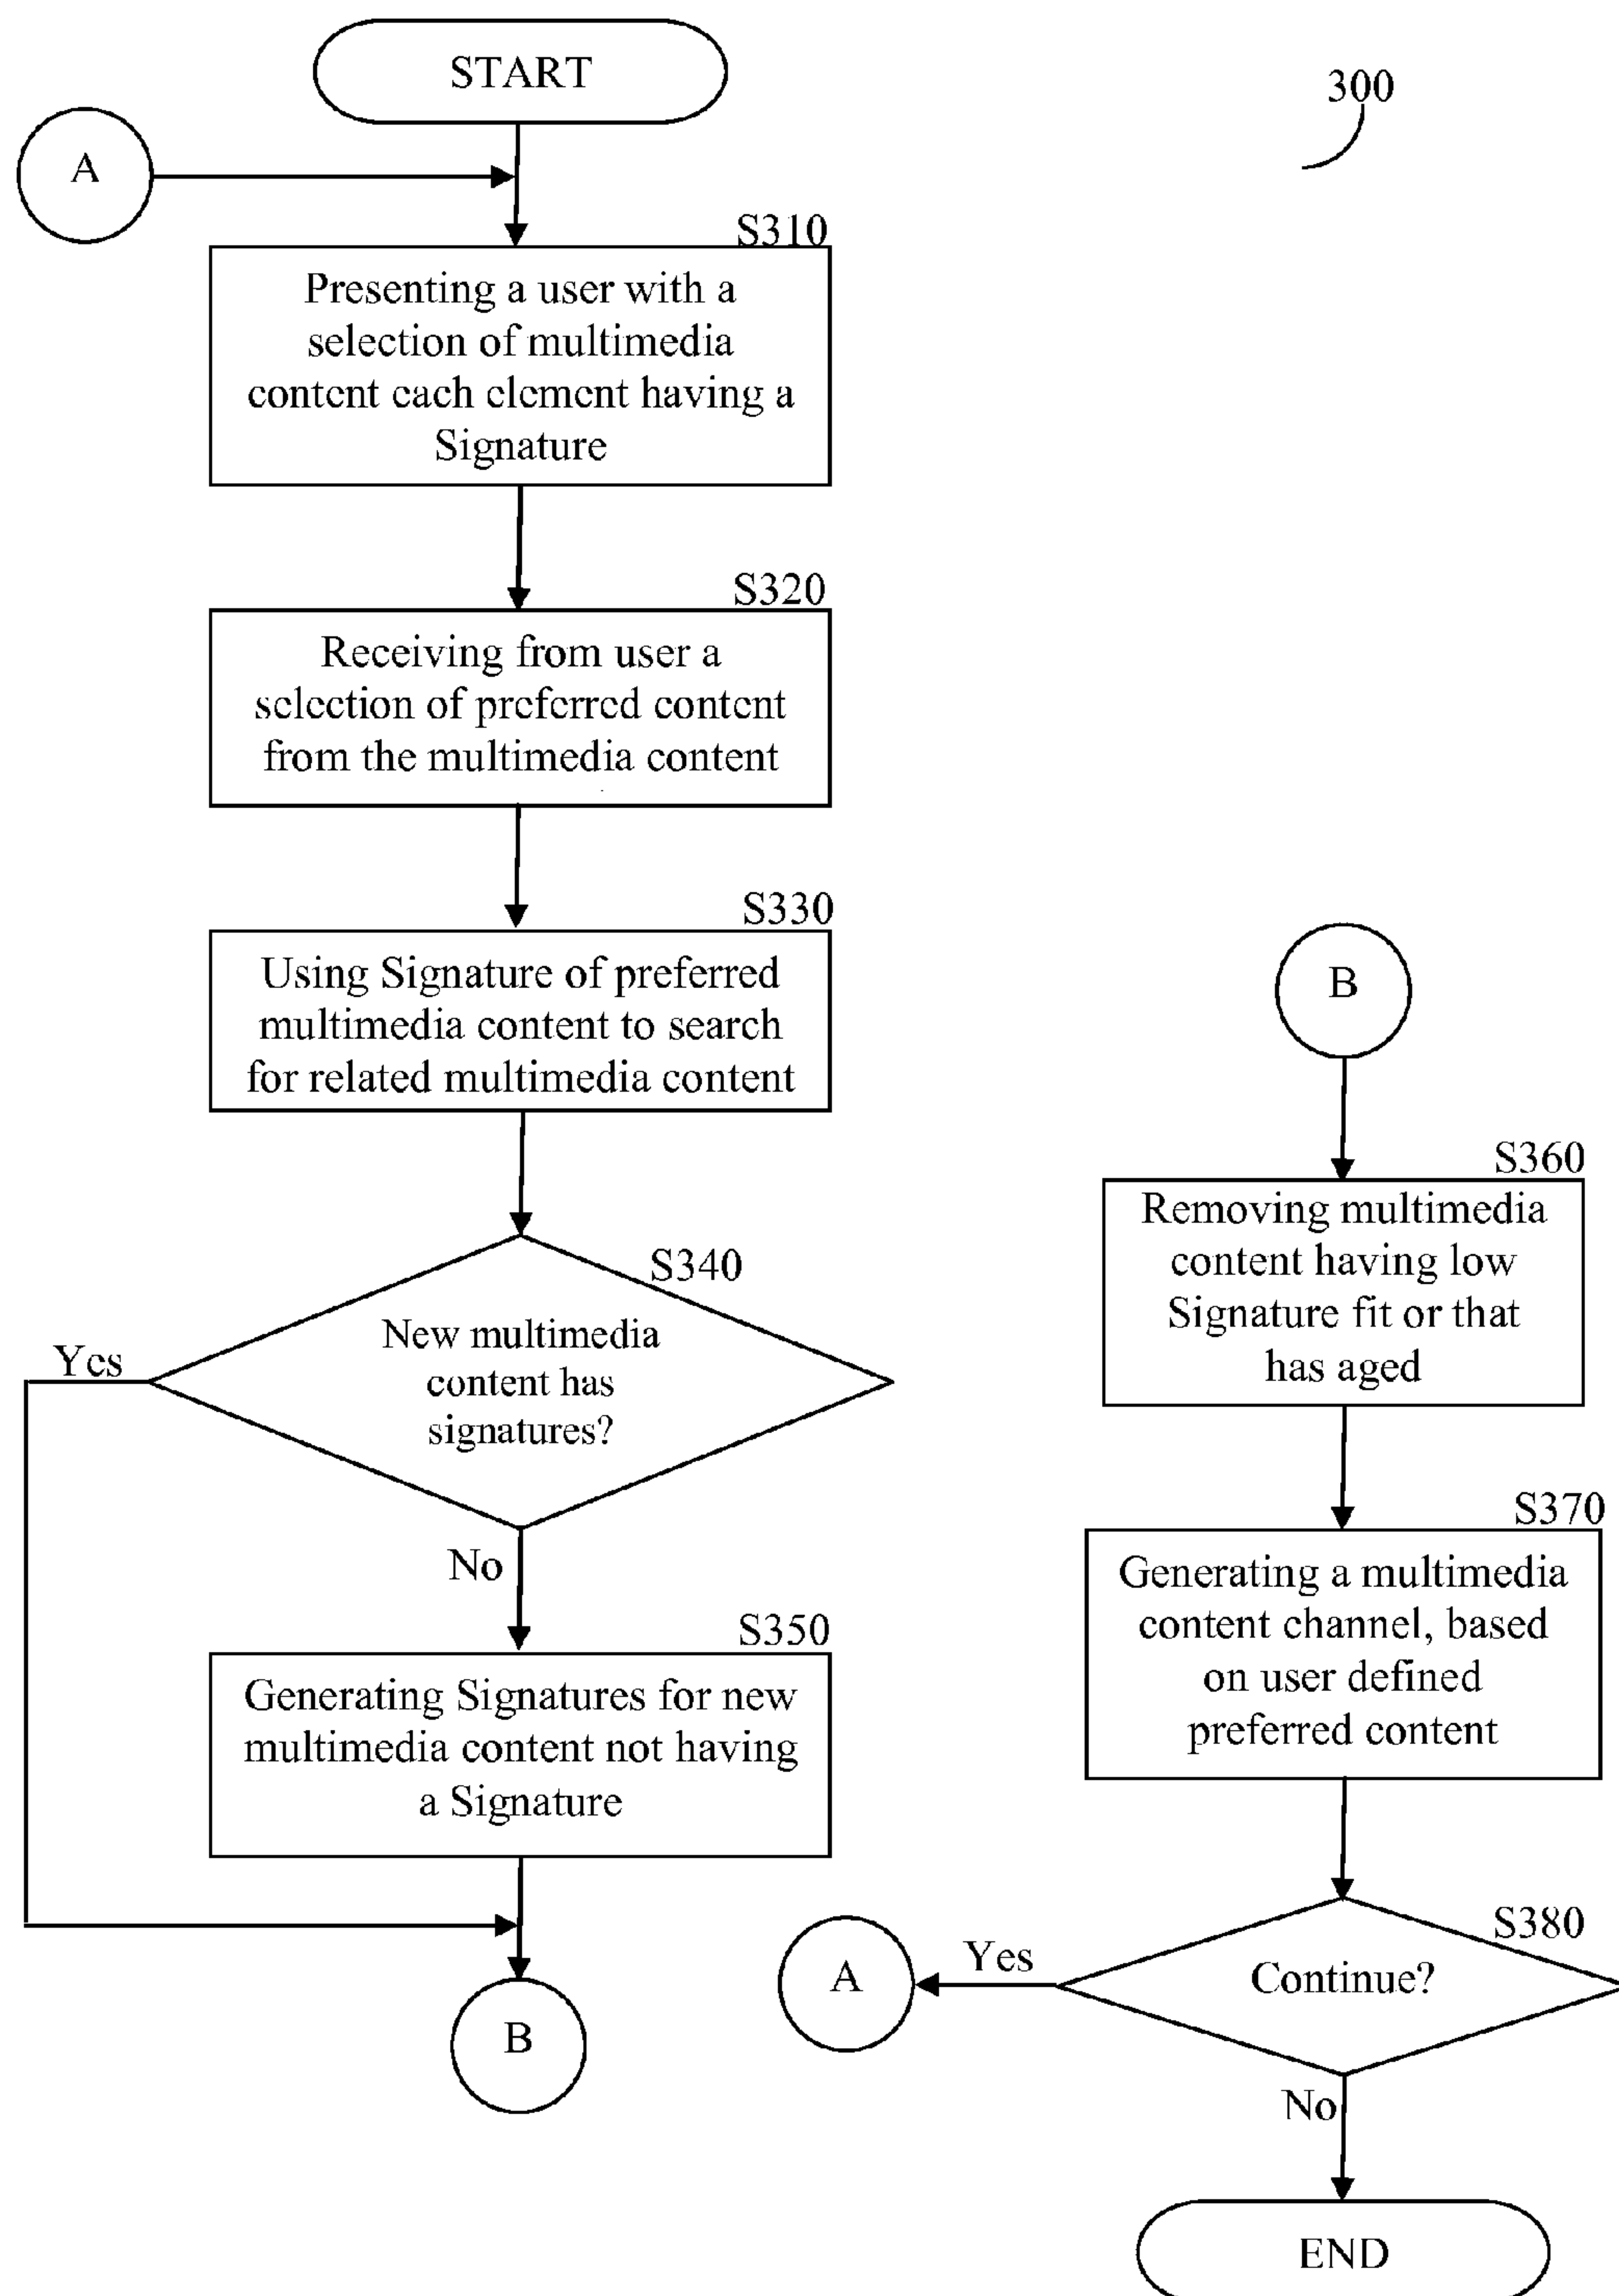 START
300
A
S310
Presenting a user with a
selection of multimedia
content each element having a
Signature
S320
Receiving from user a
selection of preferred content
from the multimedia content
S330
Using Signature of preferred
multimedia content to search
for related multimedia content
S340
New multimedia
content has
signatures?
Yes
No
S350
Generating Signatures for new
multimedia content not having
a Signature
B
B
S360
Removing multimedia
content having low
Signature fit or that
has aged
S370
Generating a multimedia
content channel, based
on user defined
preferred content
S380
Continue?
Yes
A
No
END